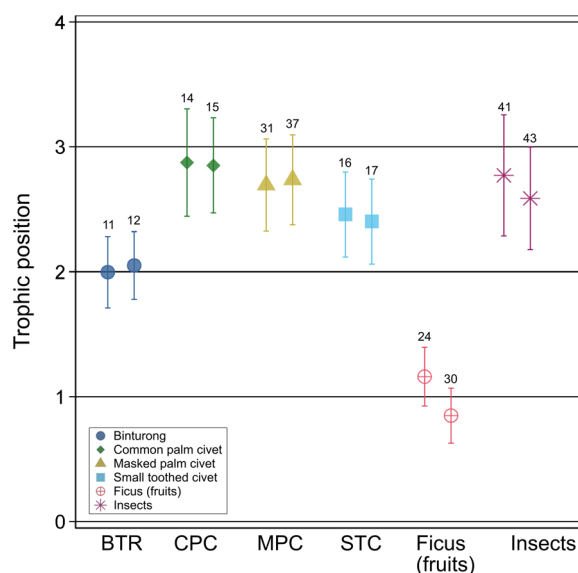 4
3
2
1
0
Trophic position
11
12
14
15
31
37
16
17
24
30
41
43
Binturong
Common palm civet
Masked palm civet
Small toothed civet
Ficus (fruits)
Insects
BTR CPC MPC STC Ficus Insects
(fruits)